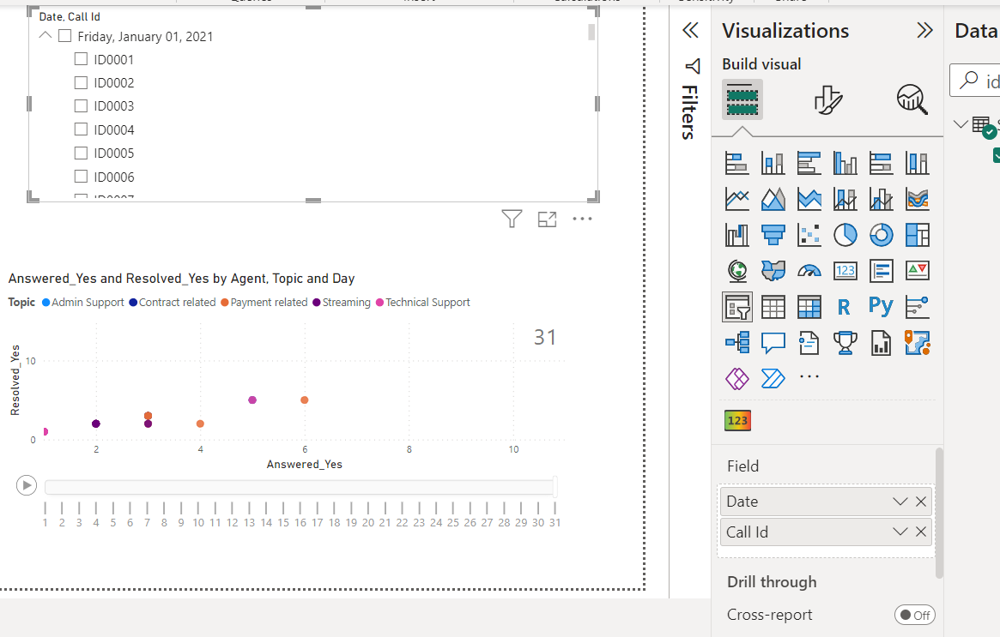 Date, Call Id
Friday, January 01, 2021
ID0001
ID0002
ID0003
ID0004
ID0005
ID0006
Answered_Yes and Resolved_Yes by Agent, Topic and Day
Topic Admin Support Contract related Payment related Streaming Technical Support
31
Resolved_Yes
10
0
2 4 6 8 10
Answered_Yes
1 2 3 4 5 6 7 8 9 10 11 12 13 14 15 16 17 18 19 20 21 22 23 24 25 26 27 28 29 30 31
Filters
Visualizations
Build visual
123
R
Py
123
Field
Date
Call Id
Drill through
Cross-report
Off
Data
id